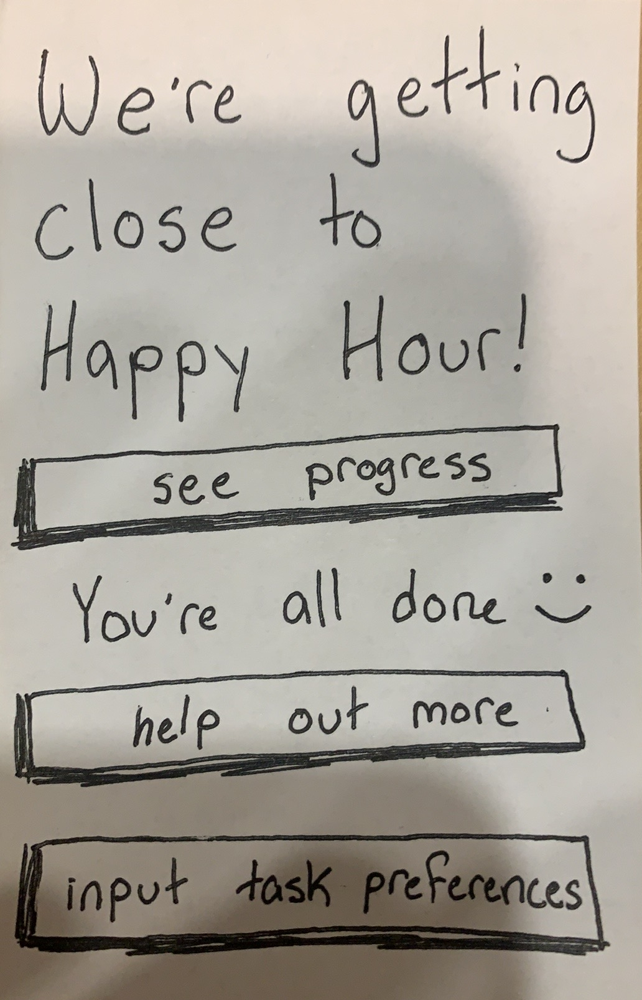 We're getting
close to
Happy Hour!
see progress
You're all done
help out more
input task preferences